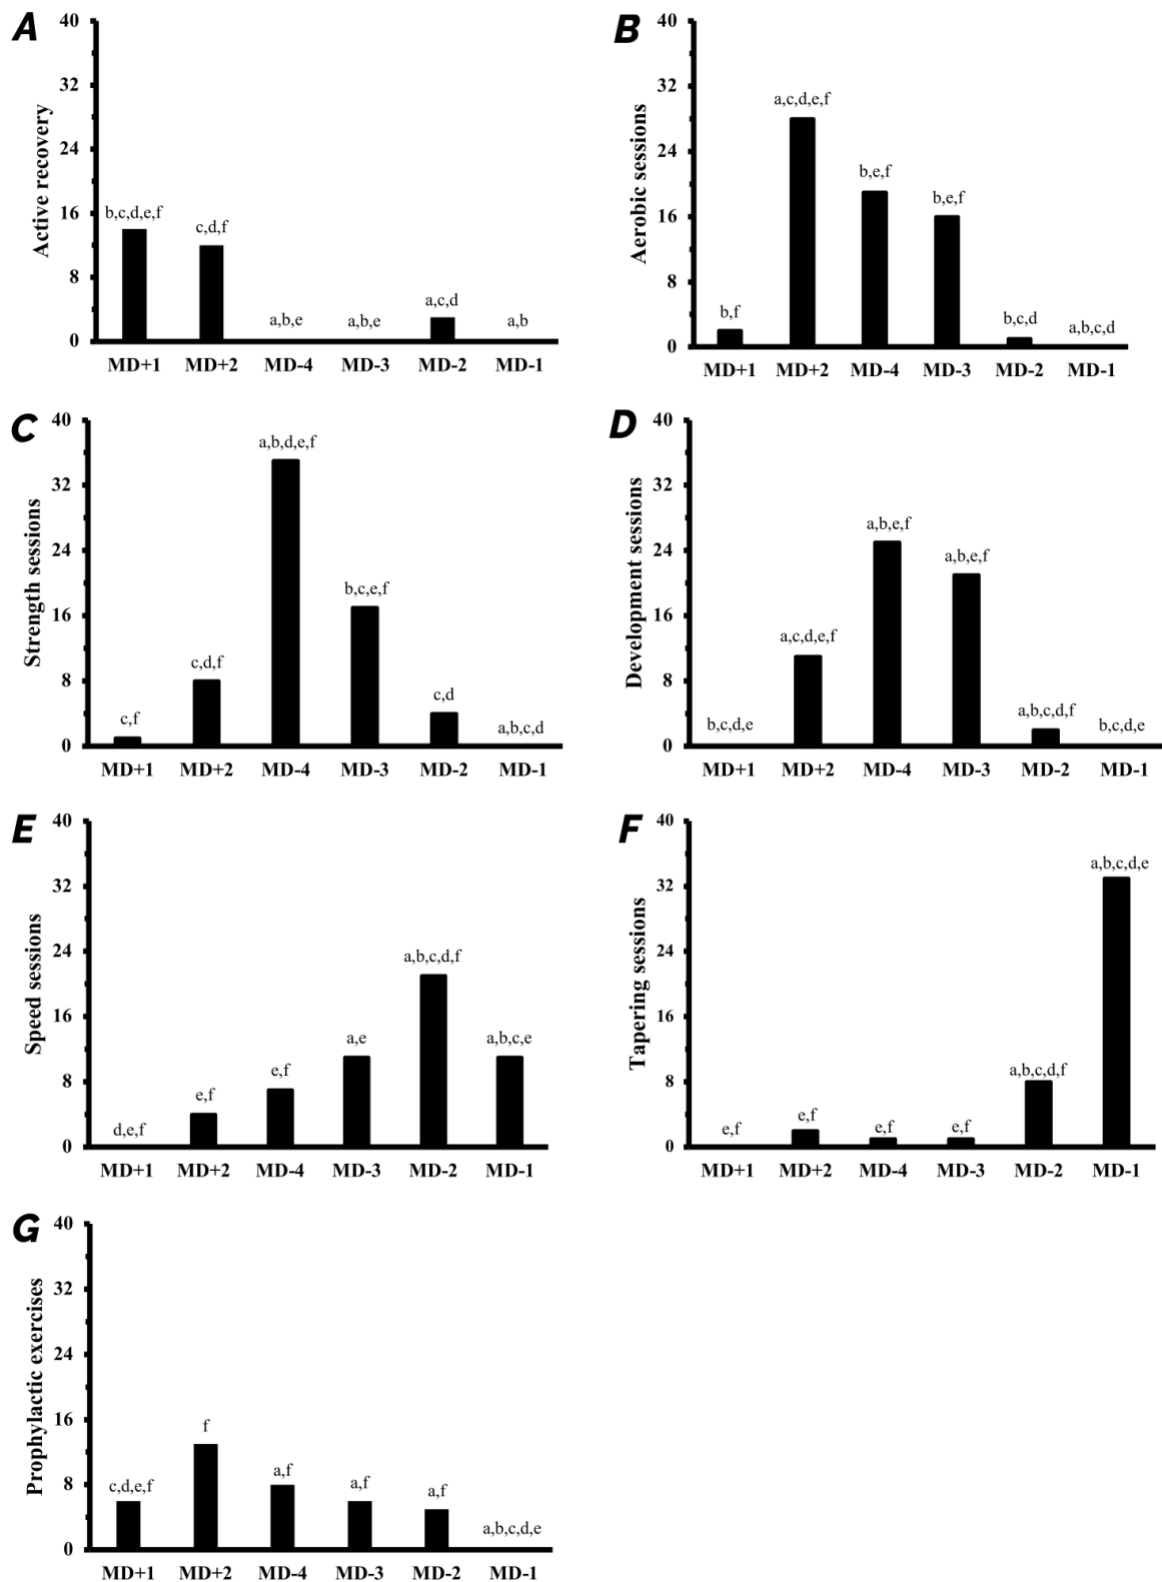 A
Active recovery
40
32
24
16
8
0
b,c,d,e,f
c,d,f
a,b,e
a,b,e
a,c,d
a,b
MD+1 MD+2 MD-4 MD-3 MD-2 MD-1
B
Aerobic sessions
40
32
24
16
8
0
b,f
a,c,d,e,f
b,e,f
b,e,f
b,c,d
a,b,c,d
MD+1 MD+2 MD-4 MD-3 MD-2 MD-1
C
Strength sessions
40
32
24
16
8
0
c,f
c,d,f
a,b,d,e,f
b,c,e,f
c,d
a,b,c,d
MD+1 MD+2 MD-4 MD-3 MD-2 MD-1
D
Development sessions
40
32
24
16
8
0
b,c,d,e
a,c,d,e,f
a,b,e,f
a,b,e,f
a,b,c,d,f
b,c,d,e
MD+1 MD+2 MD-4 MD-3 MD-2 MD-1
E
Speed sessions
40
32
24
16
8
0
d,e,f
e,f
e,f
a,e
a,b,c,d,f
a,b,c,e
MD+1 MD+2 MD-4 MD-3 MD-2 MD-1
F
Tapering sessions
40
32
24
16
8
0
e,f
e,f
e,f
e,f
a,b,c,d,f
a,b,c,d,e
MD+1 MD+2 MD-4 MD-3 MD-2 MD-1
G
Prophylactic exercises
40
32
24
16
8
0
c,d,e,f
f
a,f
a,f
a,f
a,b,c,d,e
MD+1 MD+2 MD-4 MD-3 MD-2 MD-1